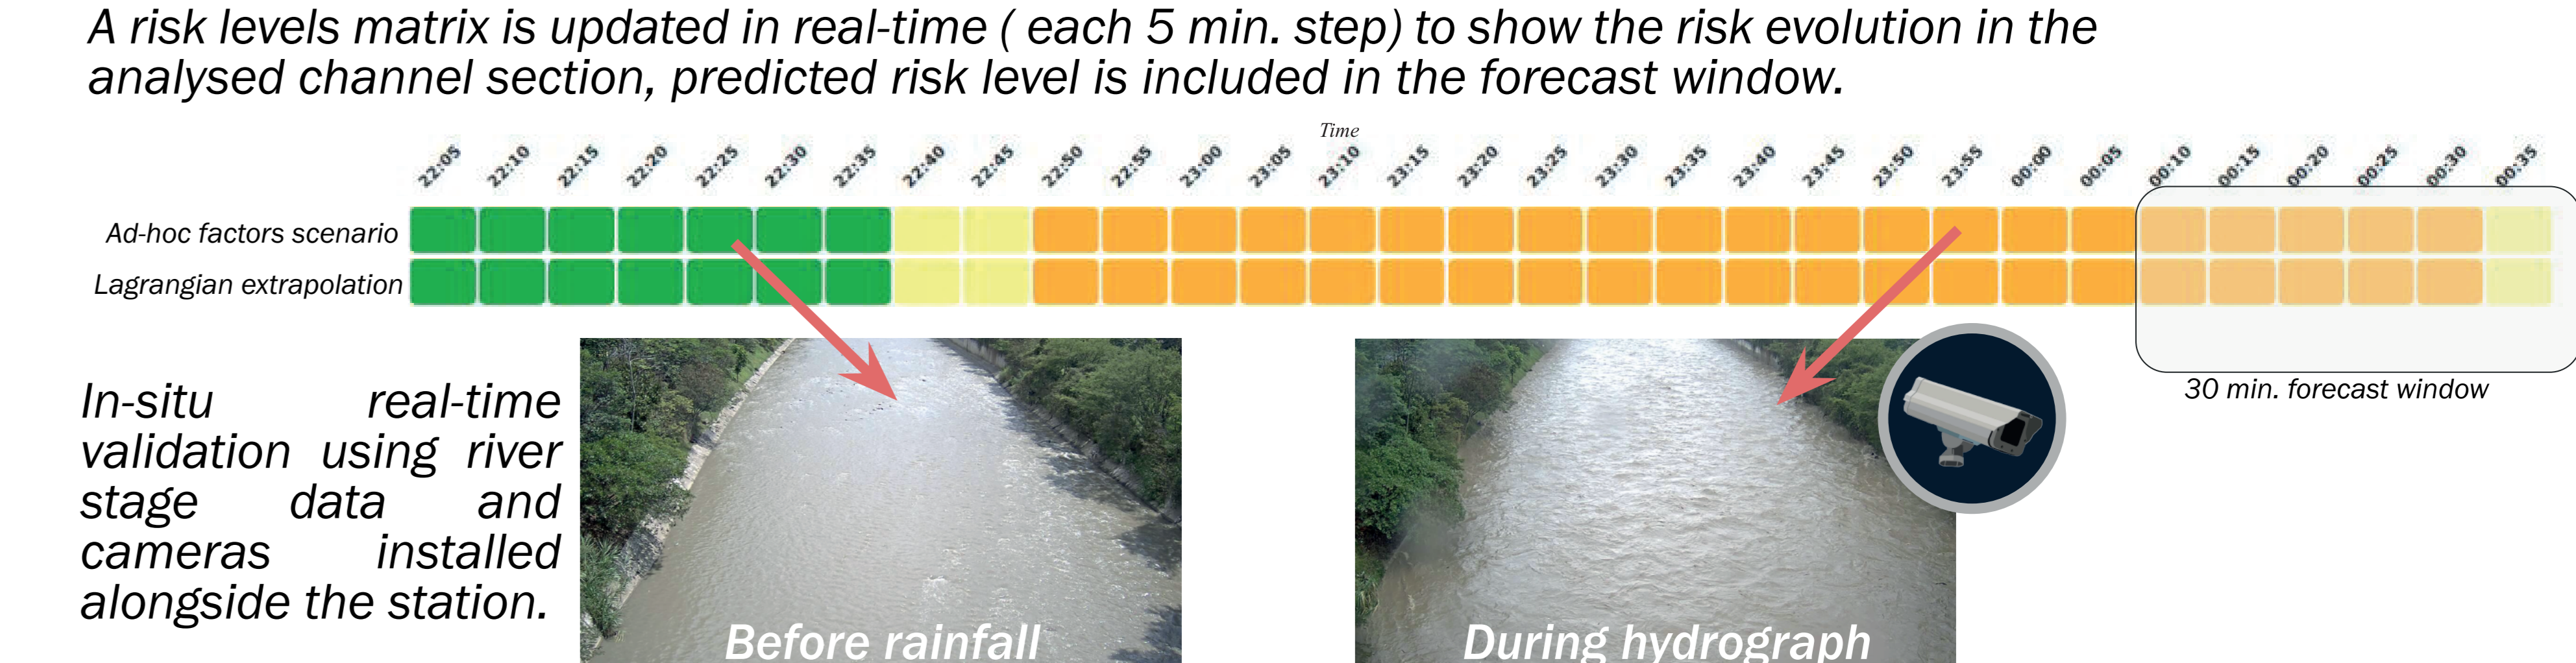 A risk levels matrix is updated in real-time ( each 5 min. step) to show the risk evolution in the
analysed channel section, predicted risk level is included in the forecast window.
Time
22:05 22:10 22:15 22:20 22:25 22:30 22:35 22:40 22:45 22:50 22:55 23:00 23:05 23:10 23:15 23:20 23:25 23:30 23:35 23:40 23:45 23:50 23:55 00:00 00:05 00:10 00:15 00:20 00:25 00:30 00:35
Ad-hoc factors scenario
Lagrangian extrapolation
30 min. forecast window
In-situ real-time
validation using river
stage data and
cameras installed
alongside the station.
Before rainfall
During hydrograph